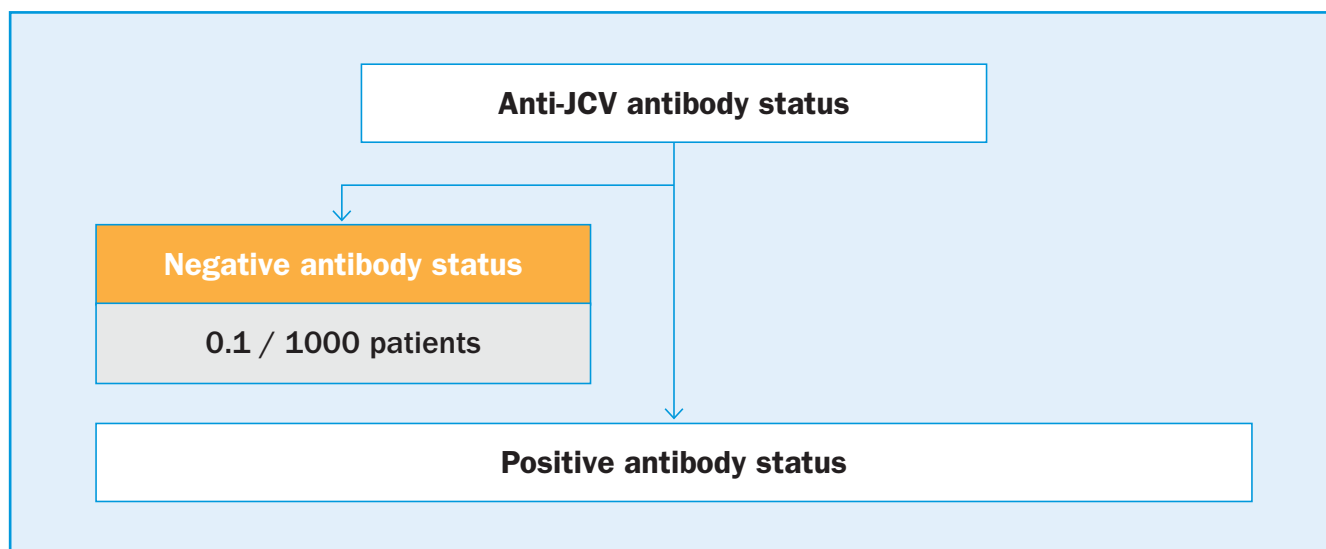 Anti-JCV antibody status
Negative antibody status
0.1 / 1000 patients
Positive antibody status